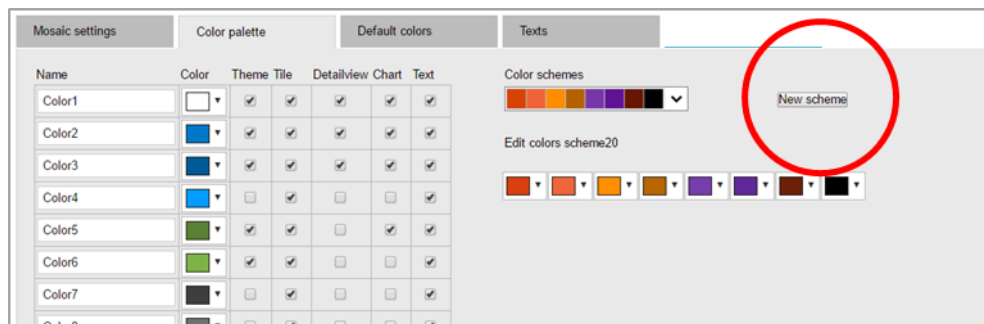 Mosaic settings
Color palette
Default colors
Texts
Name Color Theme Tile Detailview Chart Text
Color1
Color2
Color3
Color4
Color5
Color6
Color7
Color schemes
New scheme
Edit colors scheme20